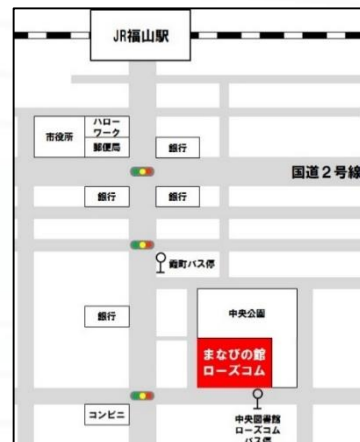 JR福山駅
市役所
ハロー
ワーク
郵便局
銀行
国道2号線
銀行
銀行
霞町バス停
銀行
中央公園
まなびの館
ローズコム
コンビニ
中央図書館
ローズコム
バス停